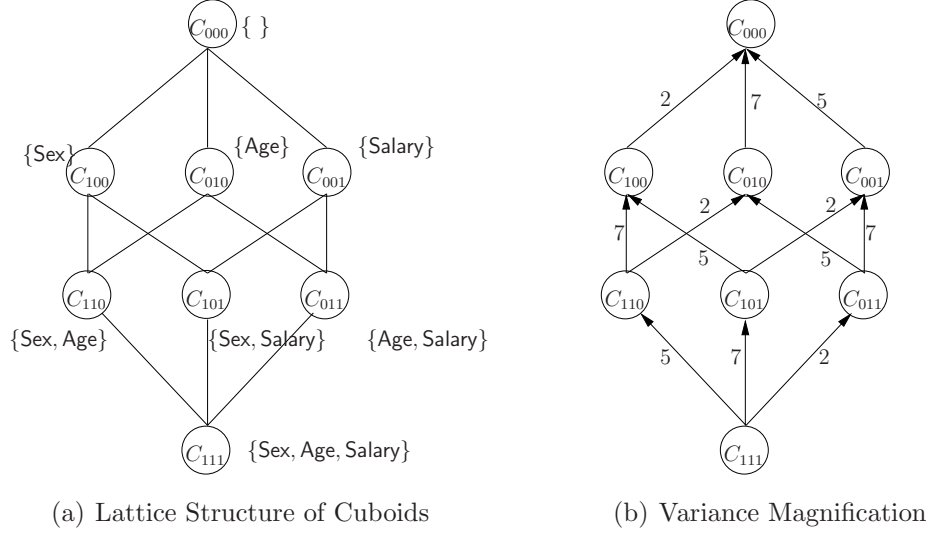 C000 { }
{Sex} {Age} {Salary}
C100 C010 C001
C110 C101 C011
{Sex, Age} {Sex, Salary} {Age, Salary}
C111 {Sex, Age, Salary}
(a) Lattice Structure of Cuboids
C000
2 7 5
C100 C010 C001
2 2
7 7
5 5
C110 C101 C011
5 7 2
C111
(b) Variance Magnification